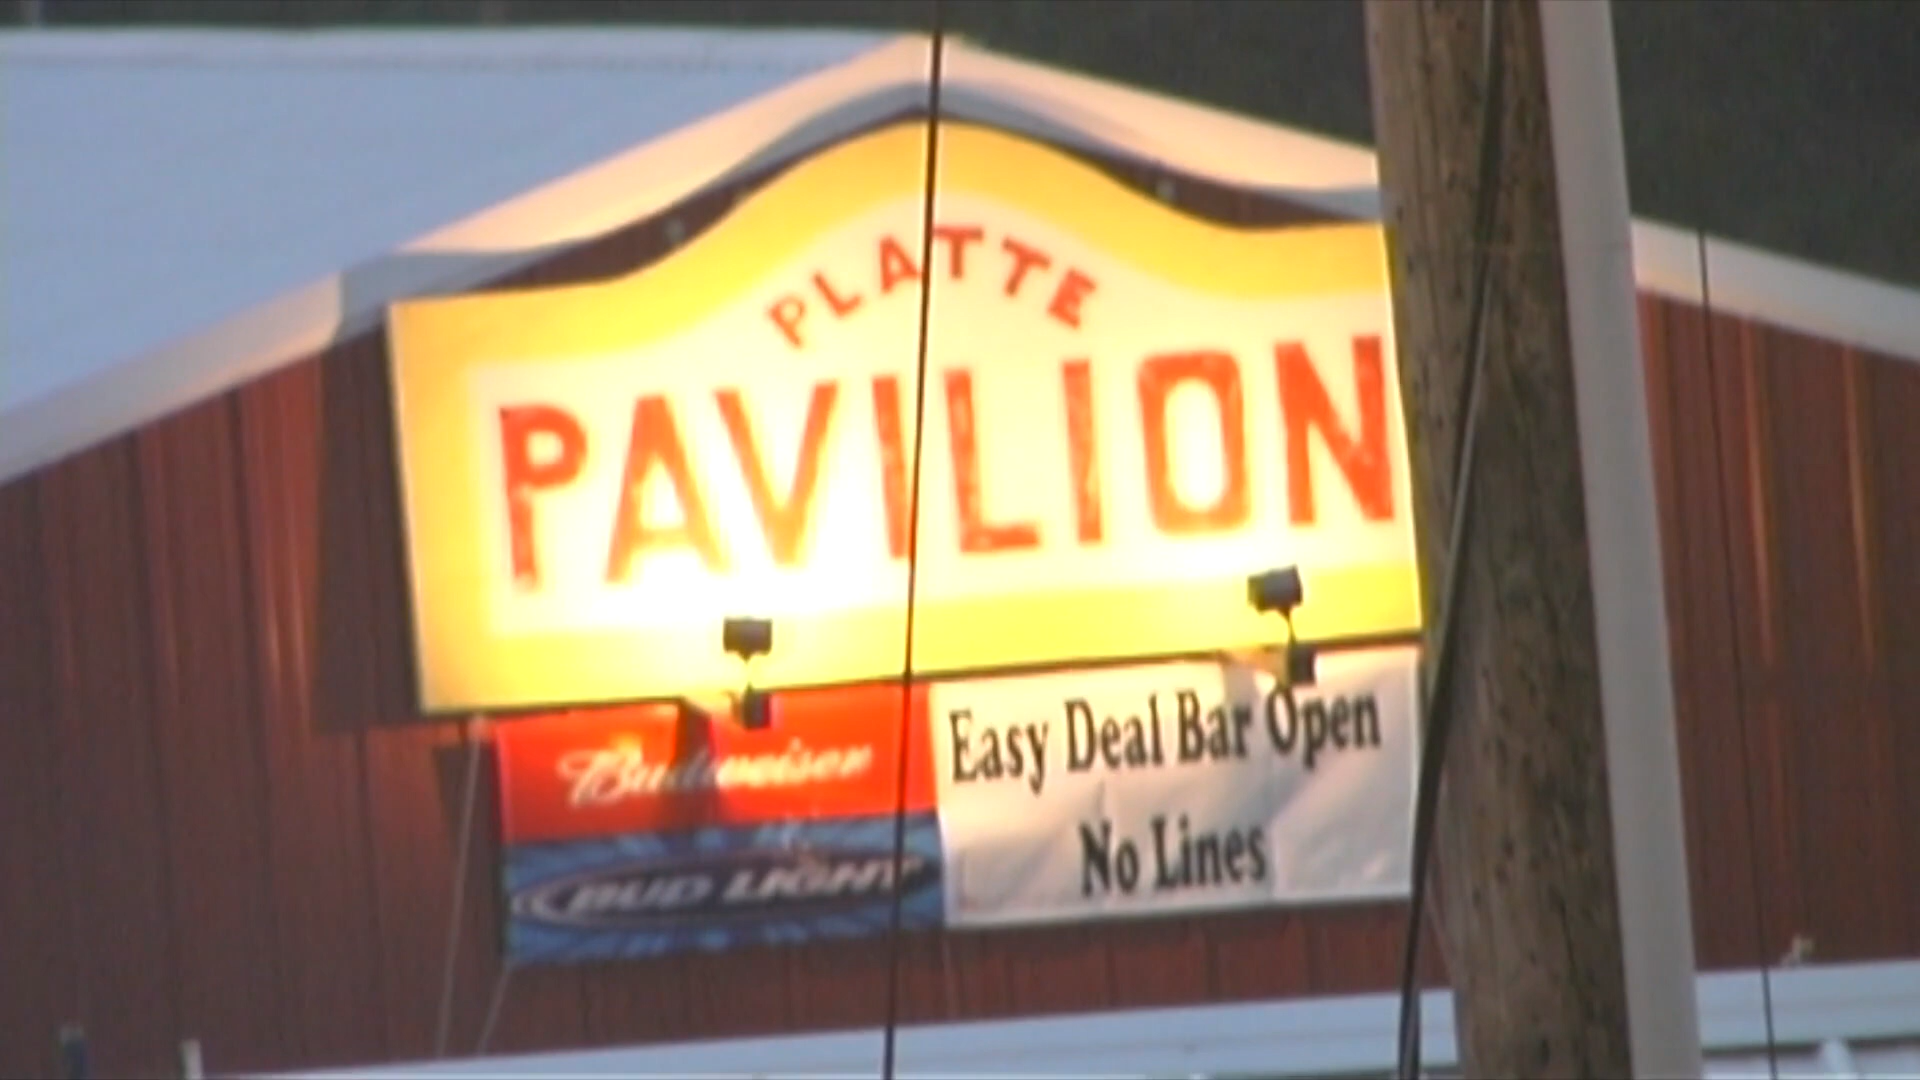 PLATTE
PAVILION
Budweiser
BUD LIGHT
Easy Deal Bar Open
No Lines